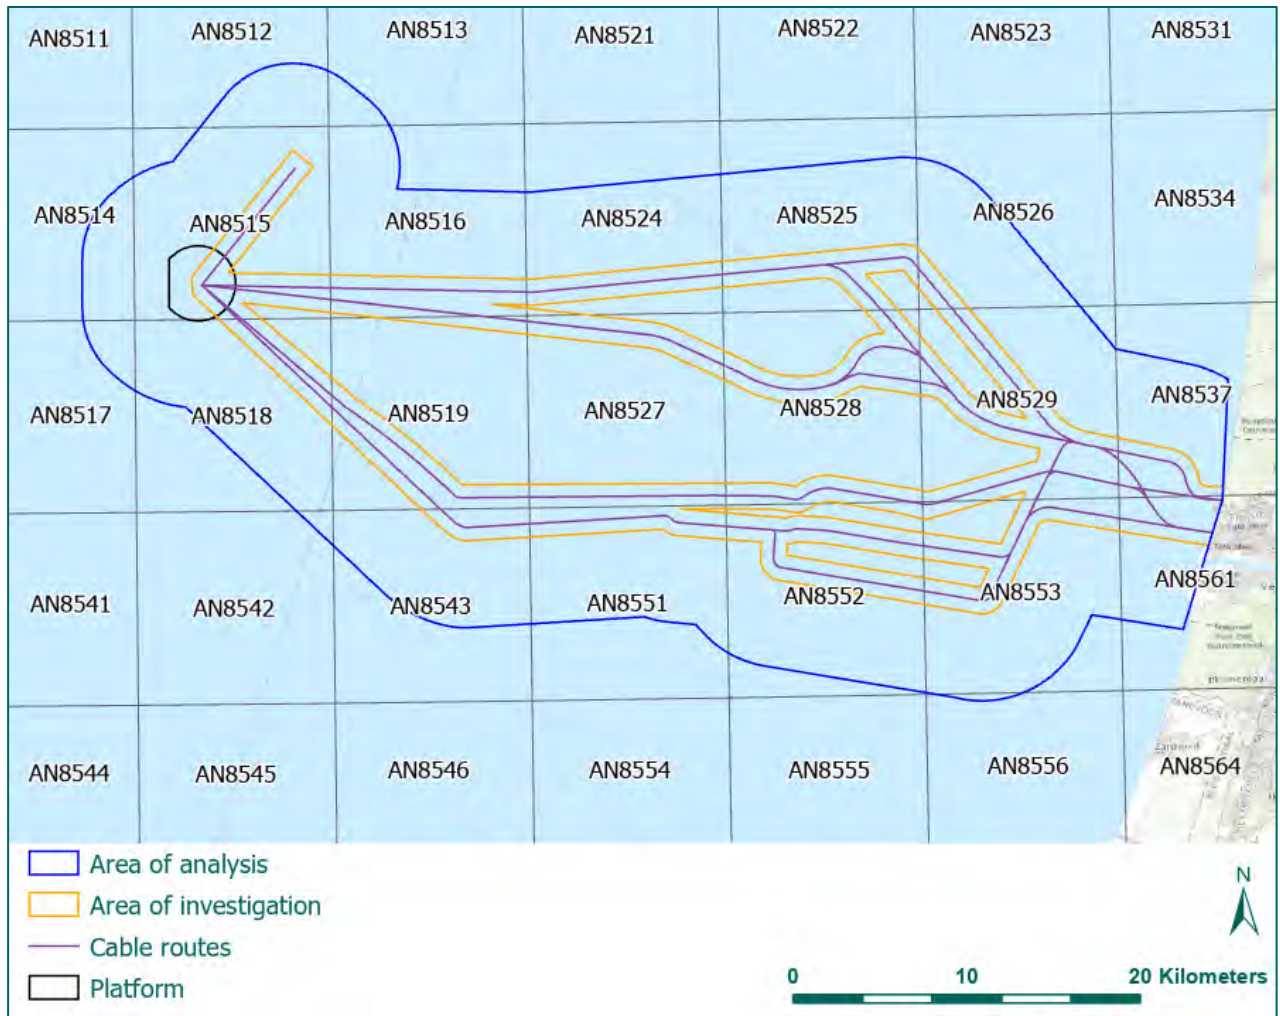 AN8511 AN8512 AN8513 AN8521 AN8522 AN8523 AN8531
AN8514 AN8515 AN8516 AN8524 AN8525 AN8526 AN8534
AN8517 AN8518 AN8519 AN8527 AN8528 AN8529 AN8537
AN8541 AN8542 AN8543 AN8551 AN8552 AN8553 AN8561
AN8544 AN8545 AN8546 AN8554 AN8555 AN8556 AN8564
Zandvoort
Area of analysis
Area of investigation
Cable routes
Platform
N
0 10 20 Kilometers